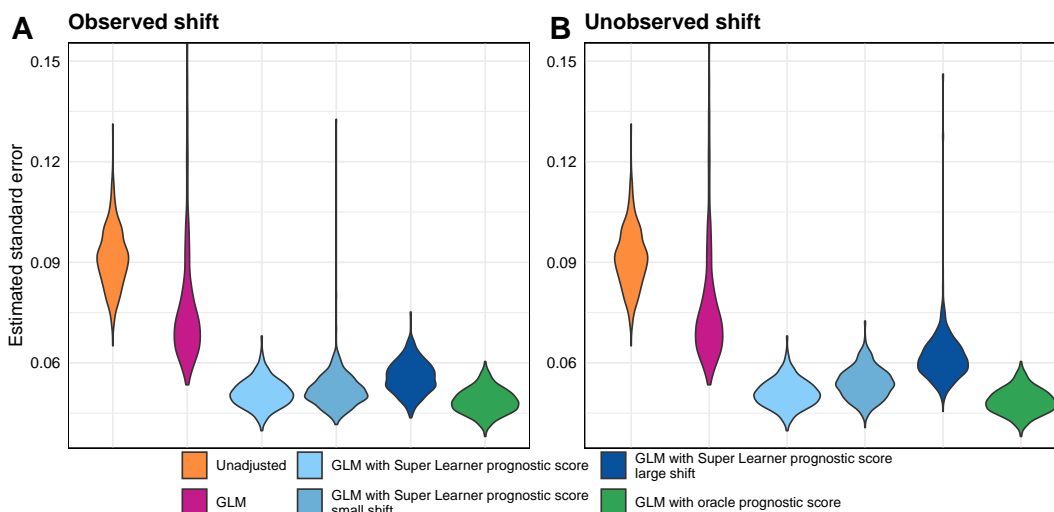 A Observed shift
B Unobserved shift
Estimated standard error
0.15
0.12
0.09
0.06
0.15
0.12
0.09
0.06
Unadjusted
GLM with Super Learner prognostic score
GLM with Super Learner prognostic score
large shift
GLM
GLM with Super Learner prognostic score
small shift
GLM with oracle prognostic score